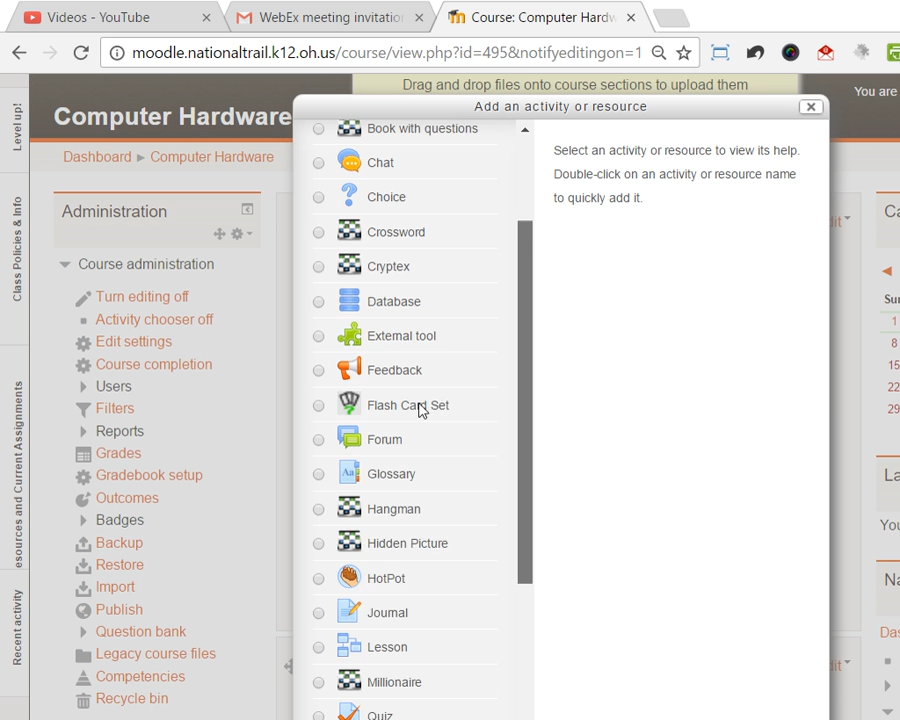 Videos - YouTube
WebEx meeting invitatio
Course: Computer Hardw
moodle.nationaltrail.k12.oh.us/course/view.php?id=495&notifyeditingon=1
Drag and drop files onto course sections to upload them
You are
Computer Hardware
Dashboard ► Computer Hardware
Level up!
Class Policies & Info
esources and Current Assignments
Recent activity
Administration
Course administration
Turn editing off
Activity chooser off
Edit settings
Course completion
Users
Filters
Reports
Grades
Gradebook setup
Outcomes
Badges
Backup
Restore
Import
Publish
Question bank
Legacy course files
Competencies
Recycle bin
Add an activity or resource
Book with questions
Chat
Choice
Crossword
Cryptex
Database
External tool
Feedback
Flash Card Set
Forum
Glossary
Hangman
Hidden Picture
HotPot
Journal
Lesson
Millionaire
Quiz
Select an activity or resource to view its help.
Double-click on an activity or resource name
to quickly add it.
dit
Ca
Sun
1
8
15
22
29
La
You
Na
Das
dit